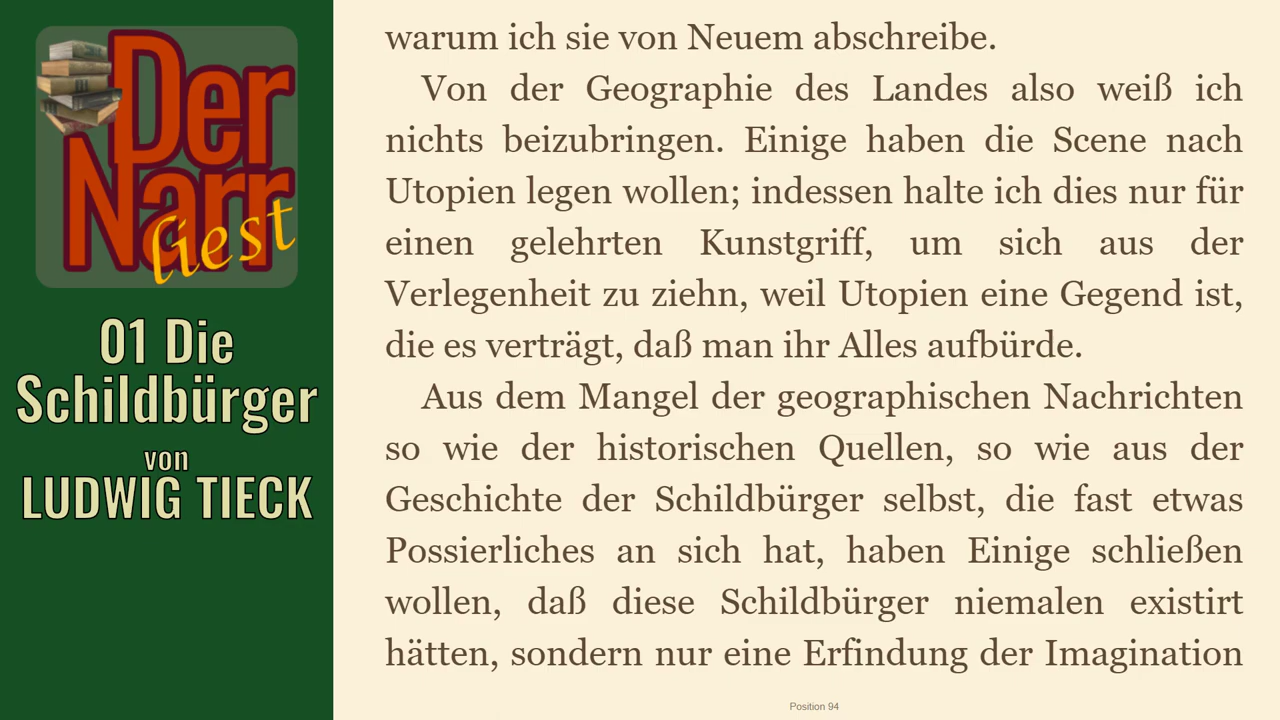 Der
Narr
liest
01 Die
Schildbürger
von
LUDWIG TIECK
warum ich sie von Neuem abschreibe.
Von der Geographie des Landes also weiß ich
nichts beizubringen. Einige haben die Scene nach
Utopien legen wollen; indessen halte ich dies nur für
einen gelehrten Kunstgriff, um sich aus der
Verlegenheit zu ziehn, weil Utopien eine Gegend ist,
die es verträgt, daß man ihr Alles aufbürde.
Aus dem Mangel der geographischen Nachrichten
so wie der historischen Quellen, so wie aus der
Geschichte der Schildbürger selbst, die fast etwas
Possierliches an sich hat, haben Einige schließen
wollen, daß diese Schildbürger niemalen existirt
hätten, sondern nur eine Erfindung der Imagination
Position 94